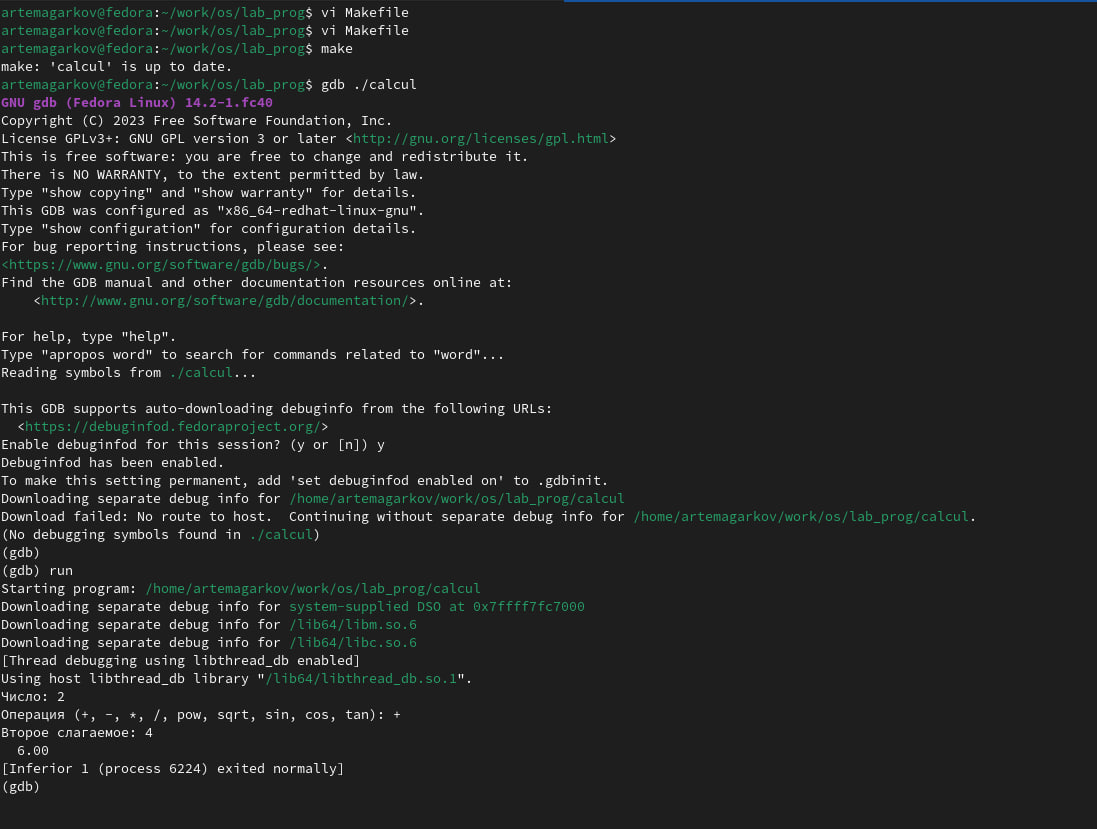 artemagarkov@fedora:~/work/os/lab_prog$ vi Makefile
artemagarkov@fedora:~/work/os/lab_prog$ vi Makefile
artemagarkov@fedora:~/work/os/lab_prog$ make
make: 'calcul' is up to date.
artemagarkov@fedora:~/work/os/lab_prog$ gdb ./calcul
GNU gdb (Fedora Linux) 14.2-1.fc40
Copyright (C) 2023 Free Software Foundation, Inc.
License GPLv3+: GNU GPL version 3 or later <http://gnu.org/licenses/gpl.html>
This is free software: you are free to change and redistribute it.
There is NO WARRANTY, to the extent permitted by law.
Type "show copying" and "show warranty" for details.
This GDB was configured as "x86_64-redhat-linux-gnu".
Type "show configuration" for configuration details.
For bug reporting instructions, please see:
<https://www.gnu.org/software/gdb/bugs/>.
Find the GDB manual and other documentation resources online at:
    <http://www.gnu.org/software/gdb/documentation/>.

For help, type "help".
Type "apropos word" to search for commands related to "word"...
Reading symbols from ./calcul...

This GDB supports auto-downloading debuginfo from the following URLs:
  <https://debuginfod.fedoraproject.org/>
Enable debuginfod for this session? (y or [n]) y
Debuginfod has been enabled.
To make this setting permanent, add 'set debuginfod enabled on' to .gdbinit.
Downloading separate debug info for /home/artemagarkov/work/os/lab_prog/calcul
Download failed: No route to host.  Continuing without separate debug info for /home/artemagarkov/work/os/lab_prog/calcul.
(No debugging symbols found in ./calcul)
(gdb)
(gdb) run
Starting program: /home/artemagarkov/work/os/lab_prog/calcul
Downloading separate debug info for system-supplied DSO at 0x7ffff7fc7000
Downloading separate debug info for /lib64/libm.so.6
Downloading separate debug info for /lib64/libc.so.6
[Thread debugging using libthread_db enabled]
Using host libthread_db library "/lib64/libthread_db.so.1".
Число: 2
Операция (+, -, *, /, pow, sqrt, sin, cos, tan): +
Второе слагаемое: 4
  6.00
[Inferior 1 (process 6224) exited normally]
(gdb)